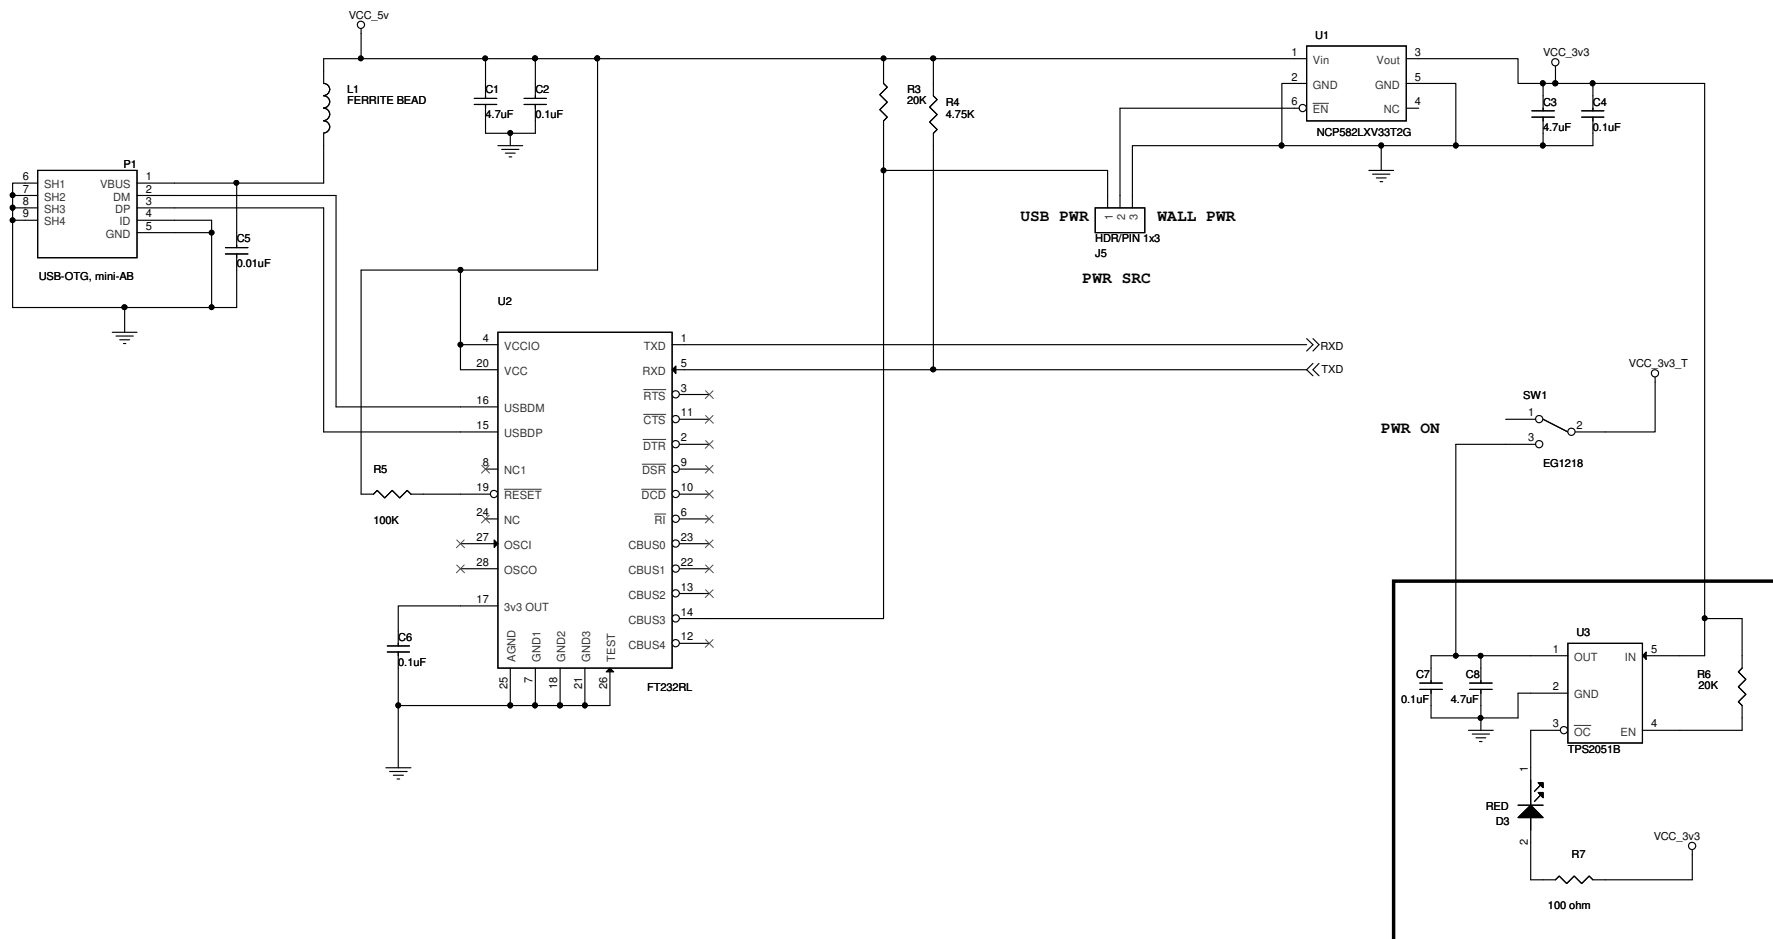 VCC_5v
U1
1
Vin
Vout
3
VCC_3v3
2
GND
GND
5
6
EN
NC
4
NCP582LXV33T2G
C3
4.7uF
C4
0.1uF
L1
FERRITE BEAD
C1
4.7uF
C2
0.1uF
R3
20K
R4
4.75K
P1
6
SH1
VBUS
1
7
SH2
DM
2
8
SH3
DP
3
9
SH4
ID
4
GND
5
USB-OTG, mini-AB
C5
0.01uF
USB PWR
1
2
3
WALL PWR
HDR/PIN 1x3
J5
PWR SRC
U2
4
VCCIO
TXD
1
RXD
20
VCC
RXD
5
TXD
RTS
3
16
USBDM
CTS
11
15
USBDP
DTR
2
8
NC1
DSR
9
R5
100K
19
RESET
DCD
10
24
NC
RI
6
27
OSCI
CBUS0
23
28
OSCO
CBUS1
22
CBUS2
13
17
3v3 OUT
CBUS3
14
CBUS4
12
AGND
GND1
GND2
GND3
TEST
25
7
18
21
26
FT232RL
C6
0.1uF
VCC_3v3_T
SW1
1
2
PWR ON
3
EG1218
U3
1
OUT
IN
5
2
GND
3
OC
EN
4
TPS2051B
C7
0.1uF
C8
4.7uF
R6
20K
1
RED
D3
2
VCC_3v3
R7
100 ohm